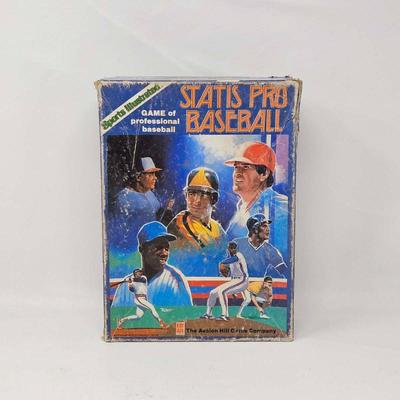 Sports Illustrated
GAME of
professional
baseball
STATIS PRO
BASEBALL
The Avalon Hill Game Company